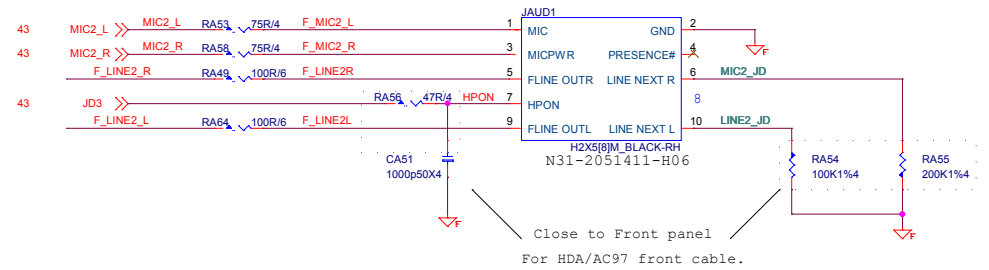 JAUD1
43 MIC2_L MIC2_L RA53 75R/4 F_MIC2_L 1 MIC GND 2
43 MIC2_R MIC2_R RA58 75R/4 F_MIC2_R 3 MICPWR PRESENCE# 4
F_LINE2_R RA49 100R/6 F_LINE2R 5 FLINE OUTR LINE NEXT R 6 MIC2_JD
43 JD3 RA56 47R/4 HPON 7 HPON 8
F_LINE2_L RA64 100R/6 F_LINE2L 9 FLINE OUTL LINE NEXT L 10 LINE2_JD
H2X5[8]M_BLACK-RH
N31-2051411-H06
CA51
1000p50X4
RA54
100K1%4
RA55
200K1%4
Close to Front panel
For HDA/AC97 front cable.